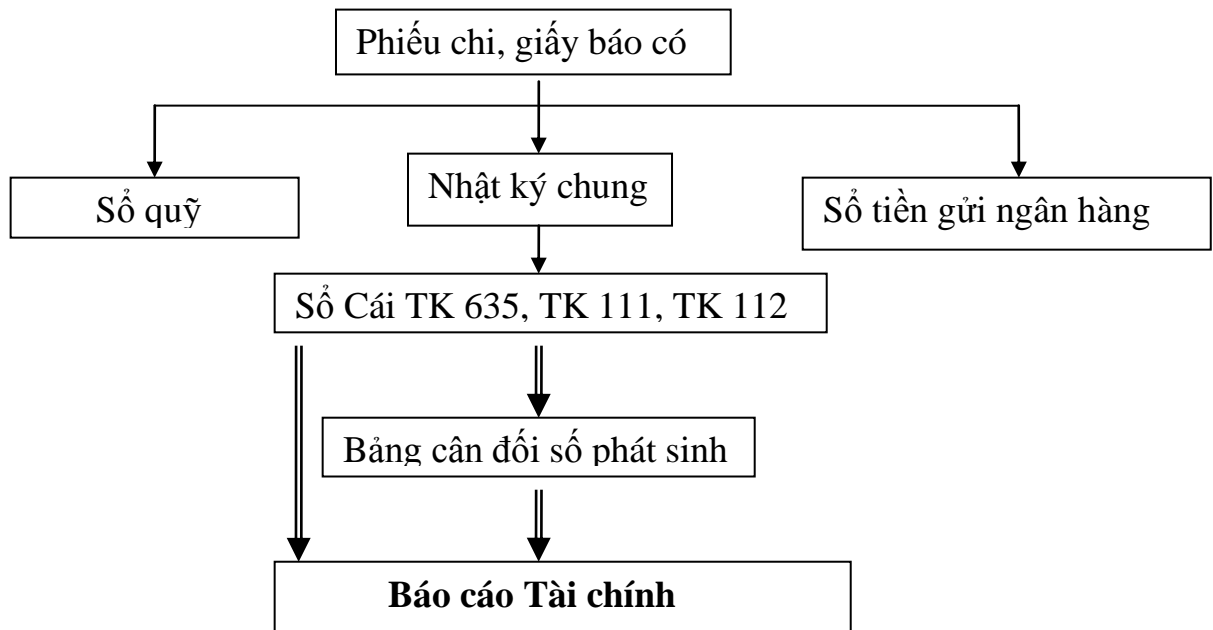 Phiếu chi, giấy báo có
Sổ quỹ
Nhật ký chung
Sổ tiền gửi ngân hàng
Sổ Cái TK 635, TK 111, TK 112
Bảng cân đối số phát sinh
Báo cáo Tài chính